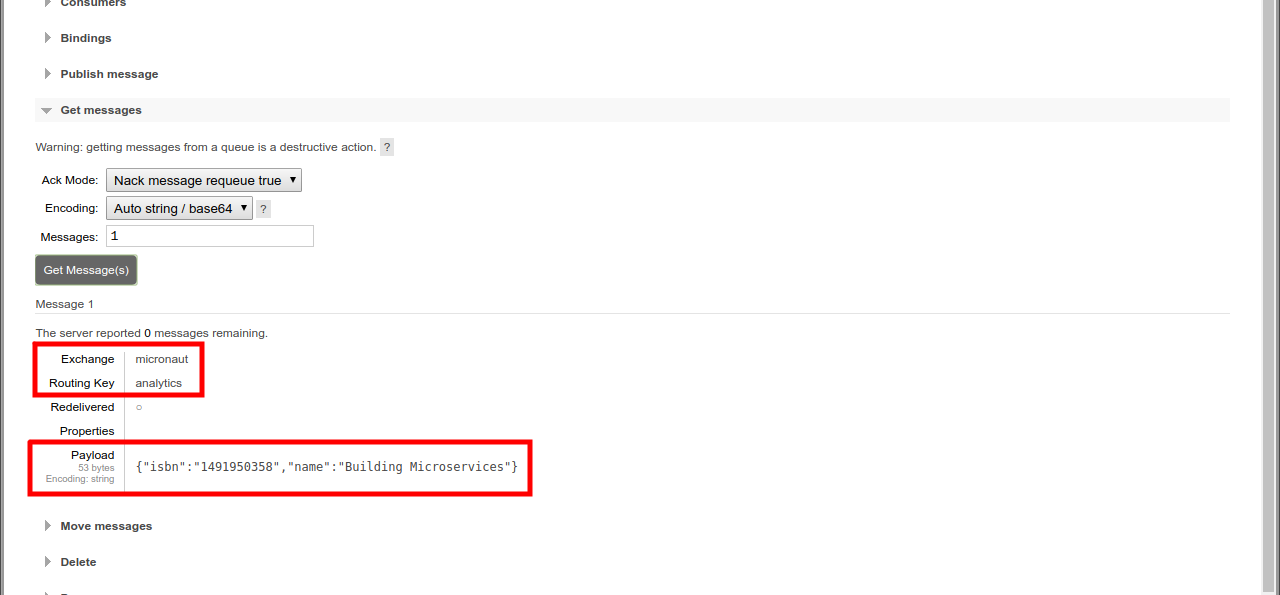 Consumers
Bindings
Publish message
Get messages
Warning: getting messages from a queue is a destructive action. ?
Ack Mode: Nack message requeue true
Encoding: Auto string / base64 ?
Messages: 1
Get Message(s)
Message 1
The server reported 0 messages remaining.
Exchange micronaut
Routing Key analytics
Redelivered ○
Properties
Payload
53 bytes
Encoding: string
{"isbn":"1491950358","name":"Building Microservices"}
Move messages
Delete